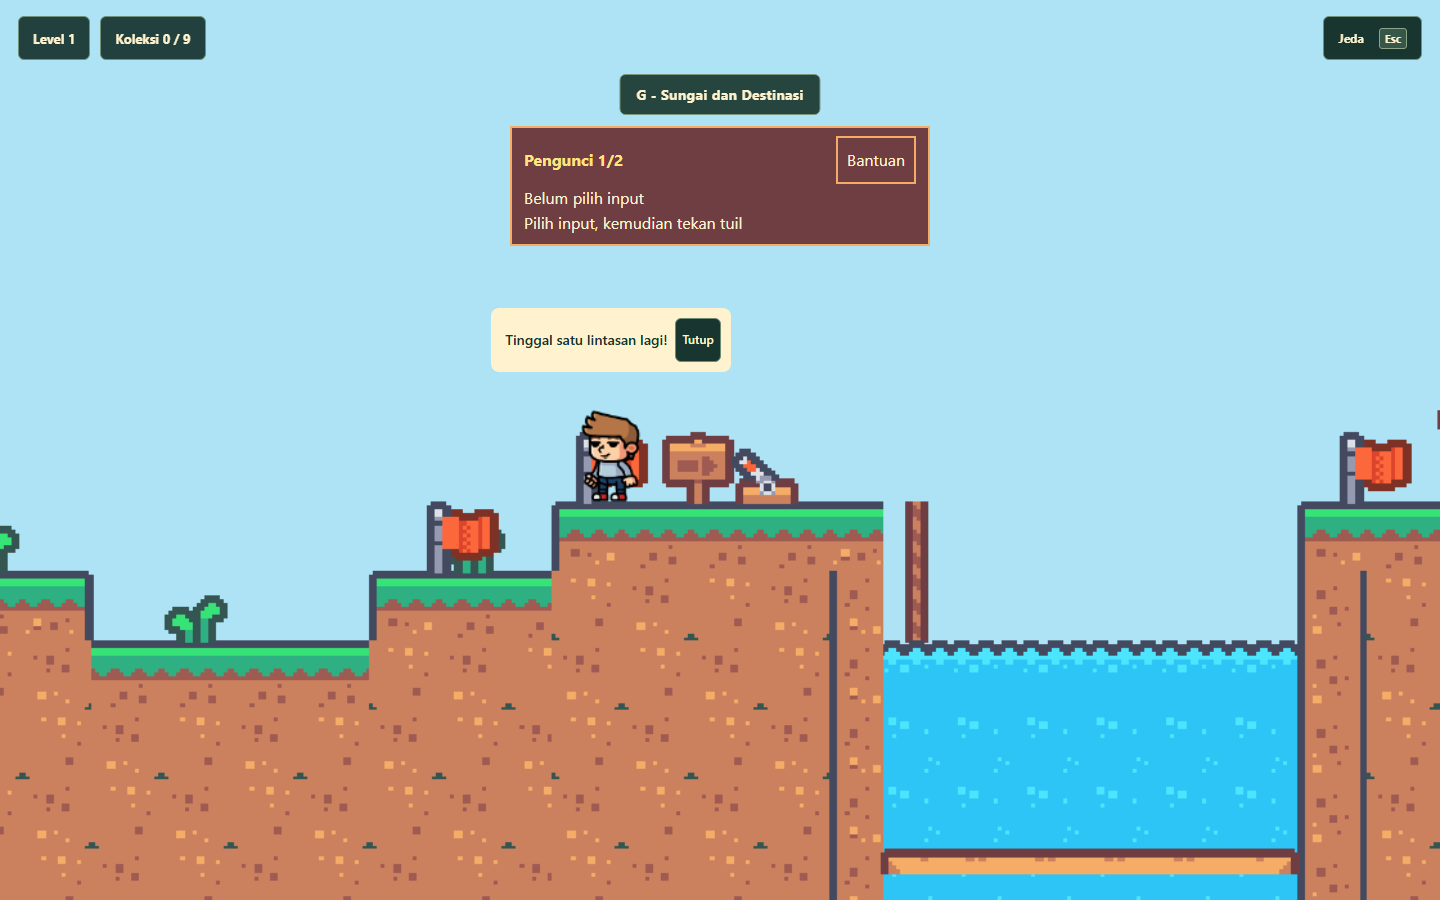 Level 1
Koleksi 0 / 9
Jeda Esc
G - Sungai dan Destinasi
Pengunci 1/2
Bantuan
Belum pilih input
Pilih input, kemudian tekan tuil
Tinggal satu lintasan lagi!
Tutup